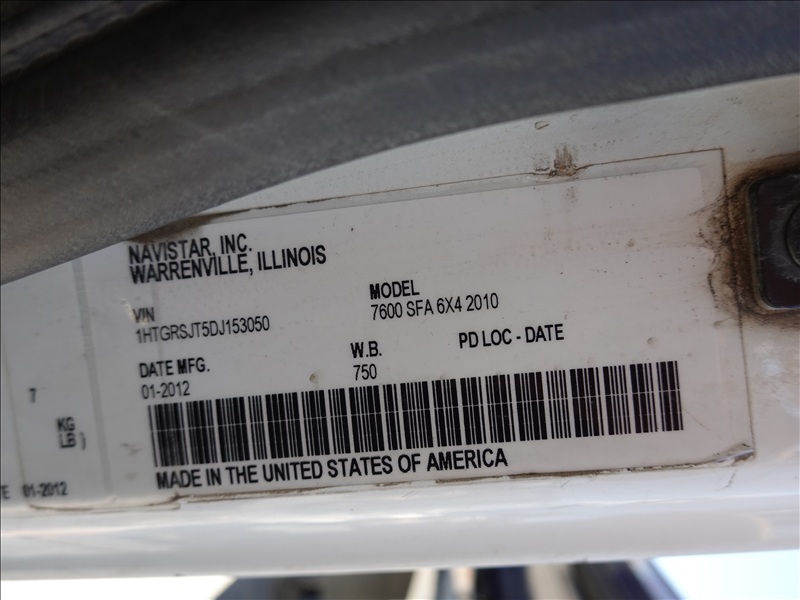 NAVISTAR, INC.
WARRENVILLE, ILLINOIS
VIN
1HTGRSJT5DJ153050
MODEL
7600 SFA 6X4 2010
DATE MFG.
01-2012
W.B.
750
PD LOC - DATE
MADE IN THE UNITED STATES OF AMERICA
7
KG
LB )
01-2012